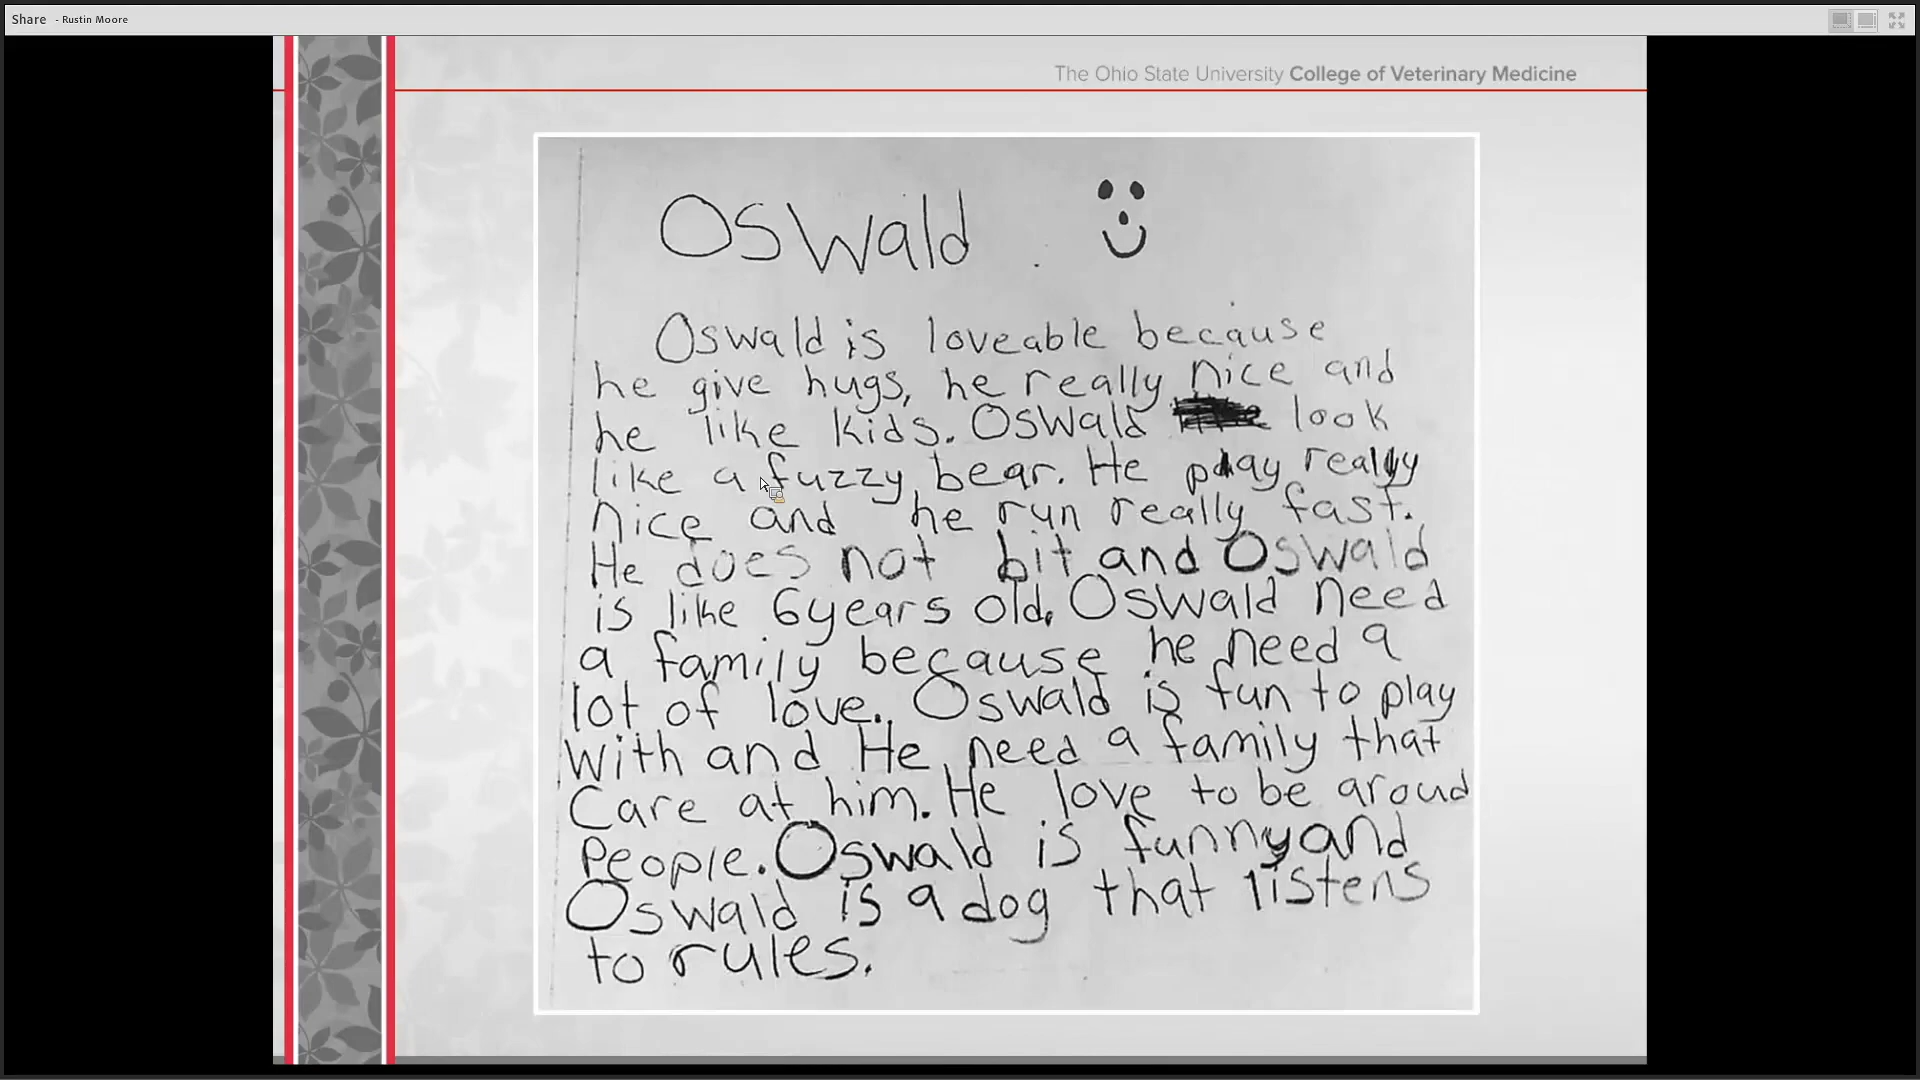 Share - Rustin Moore
The Ohio State University College of Veterinary Medicine
Oswald
Oswald is loveable because
he give hugs, he really nice and
he like kids. Oswald look
like a fuzzy bear. He play really
nice and he run really fast.
He does not bit and Oswald
is like 6 years old. Oswald need
a family because he need a
lot of love. Oswald is fun to play
with and He need a family that
Care at him. He love to be around
People. Oswald is funny and
Oswald is a dog that listens
to rules.